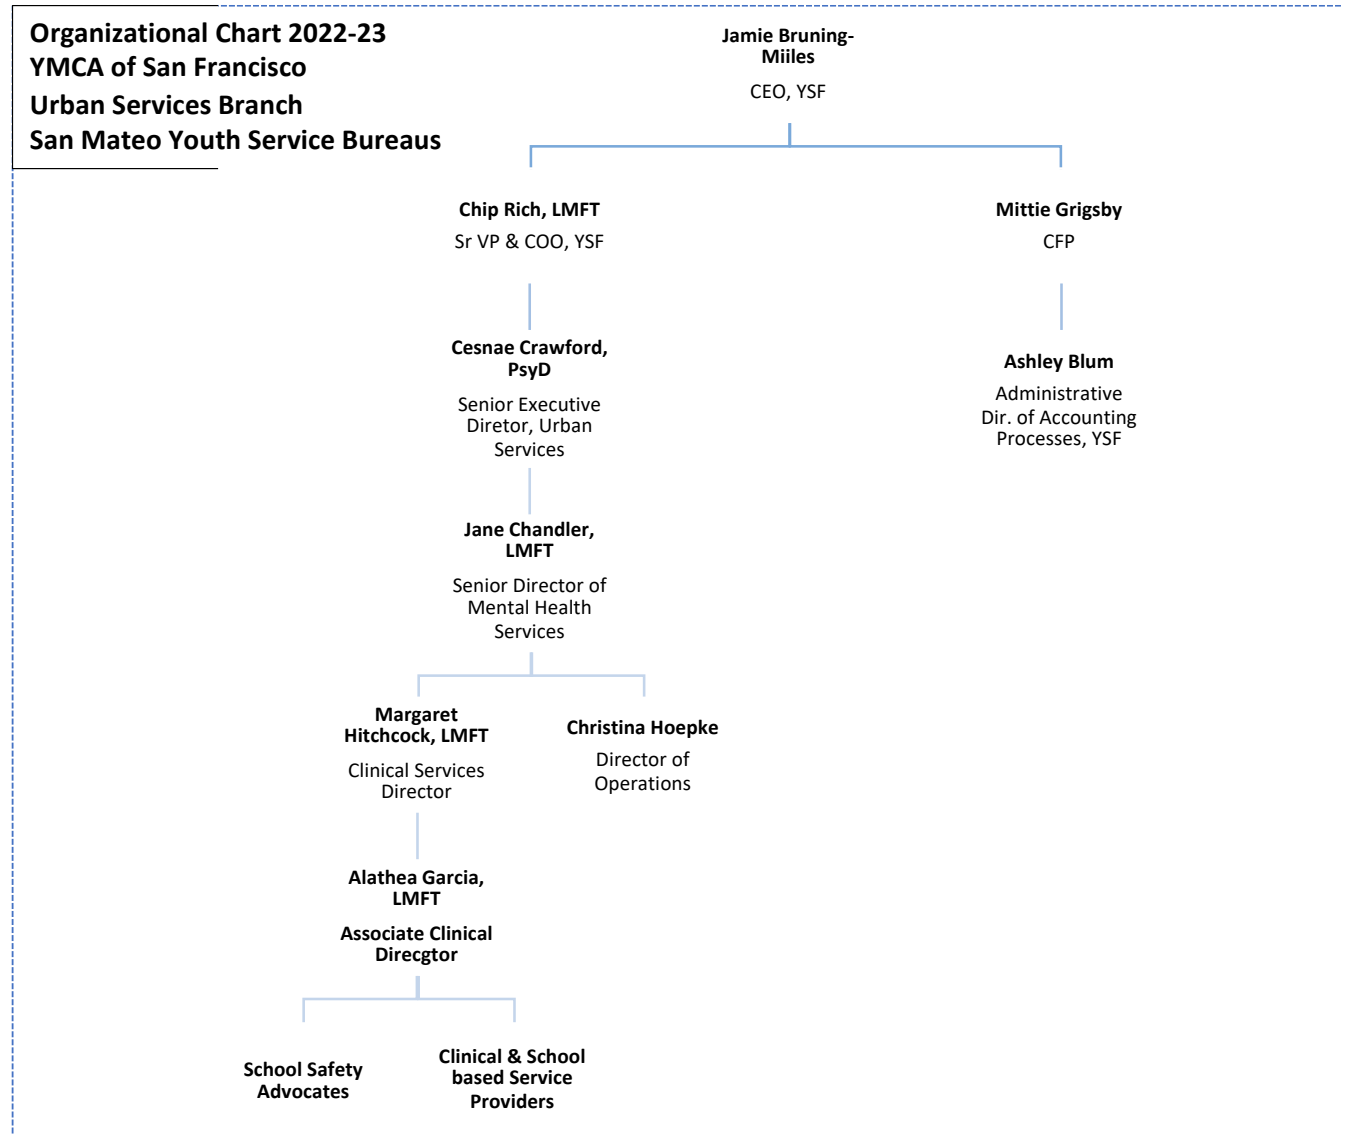 Organizational Chart 2022-23
YMCA of San Francisco
Urban Services Branch
San Mateo Youth Service Bureaus
Jamie Bruning-
Miiles
CEO, YSF
Chip Rich, LMFT
Sr VP & COO, YSF
Mittie Grigsby
CFP
Cesnae Crawford,
PsyD
Senior Executive
Diretor, Urban
Services
Ashley Blum
Administrative
Dir. of Accounting
Processes, YSF
Jane Chandler,
LMFT
Senior Director of
Mental Health
Services
Margaret
Hitchcock, LMFT
Clinical Services
Director
Christina Hoepke
Director of
Operations
Alathea Garcia,
LMFT
Associate Clinical
Direcgtor
School Safety
Advocates
Clinical & School
based Service
Providers